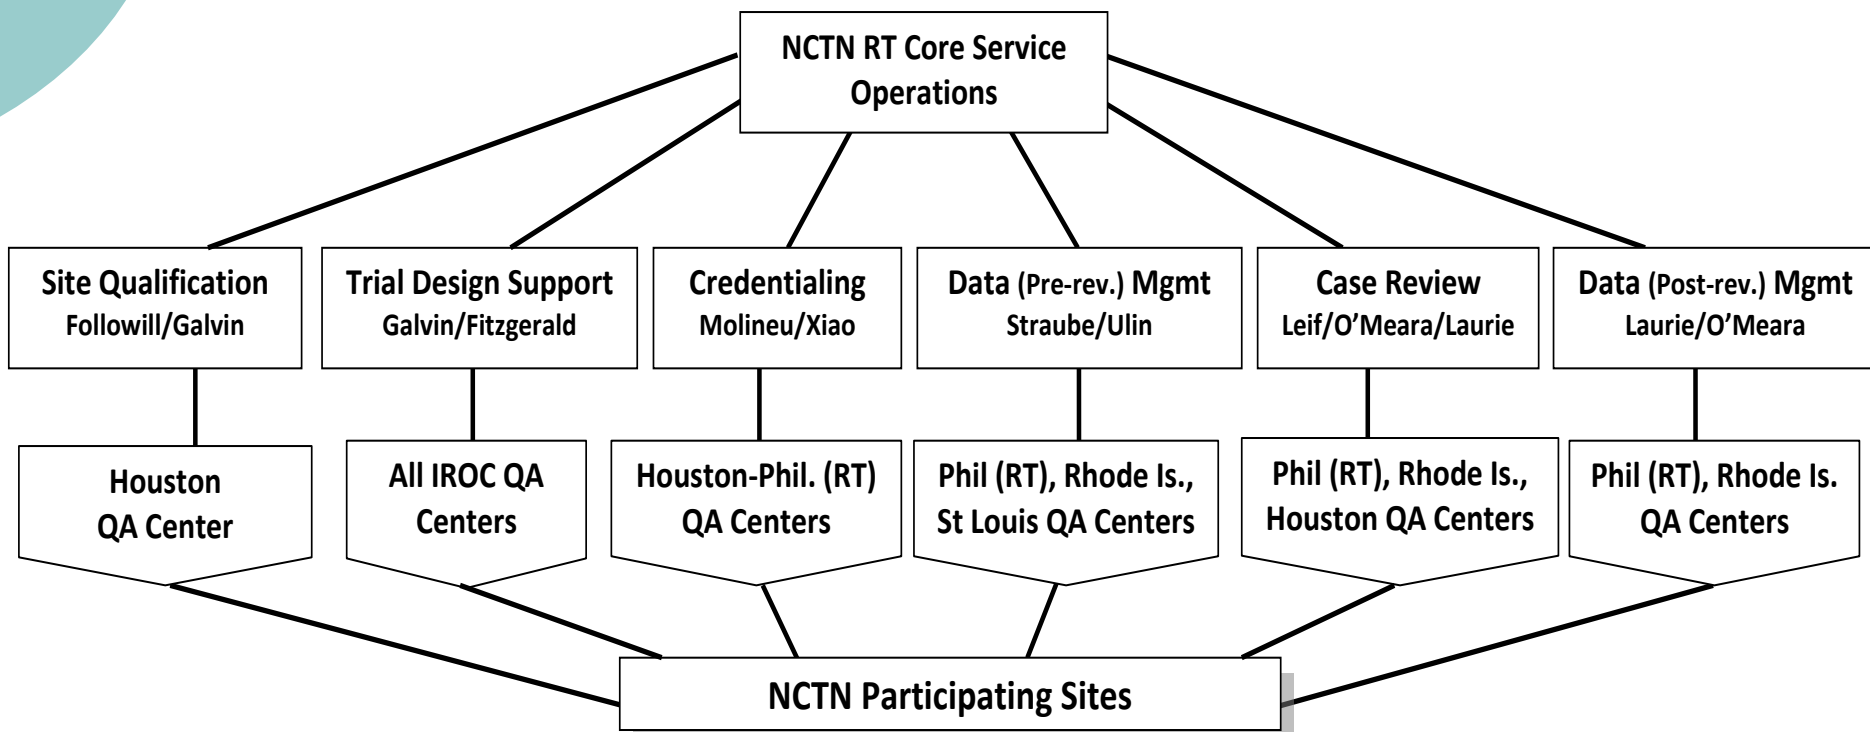 NCTN RT Core Service
Operations
Site Qualification
Followill/Galvin
Trial Design Support
Galvin/Fitzgerald
Credentialing
Molineu/Xiao
Data (Pre-rev.) Mgmt
Straube/Ulin
Case Review
Leif/O’Meara/Laurie
Data (Post-rev.) Mgmt
Laurie/O’Meara
Houston
QA Center
All IROC QA
Centers
Houston-Phil. (RT)
QA Centers
Phil (RT), Rhode Is.,
St Louis QA Centers
Phil (RT), Rhode Is.,
Houston QA Centers
Phil (RT), Rhode Is.
QA Centers
NCTN Participating Sites